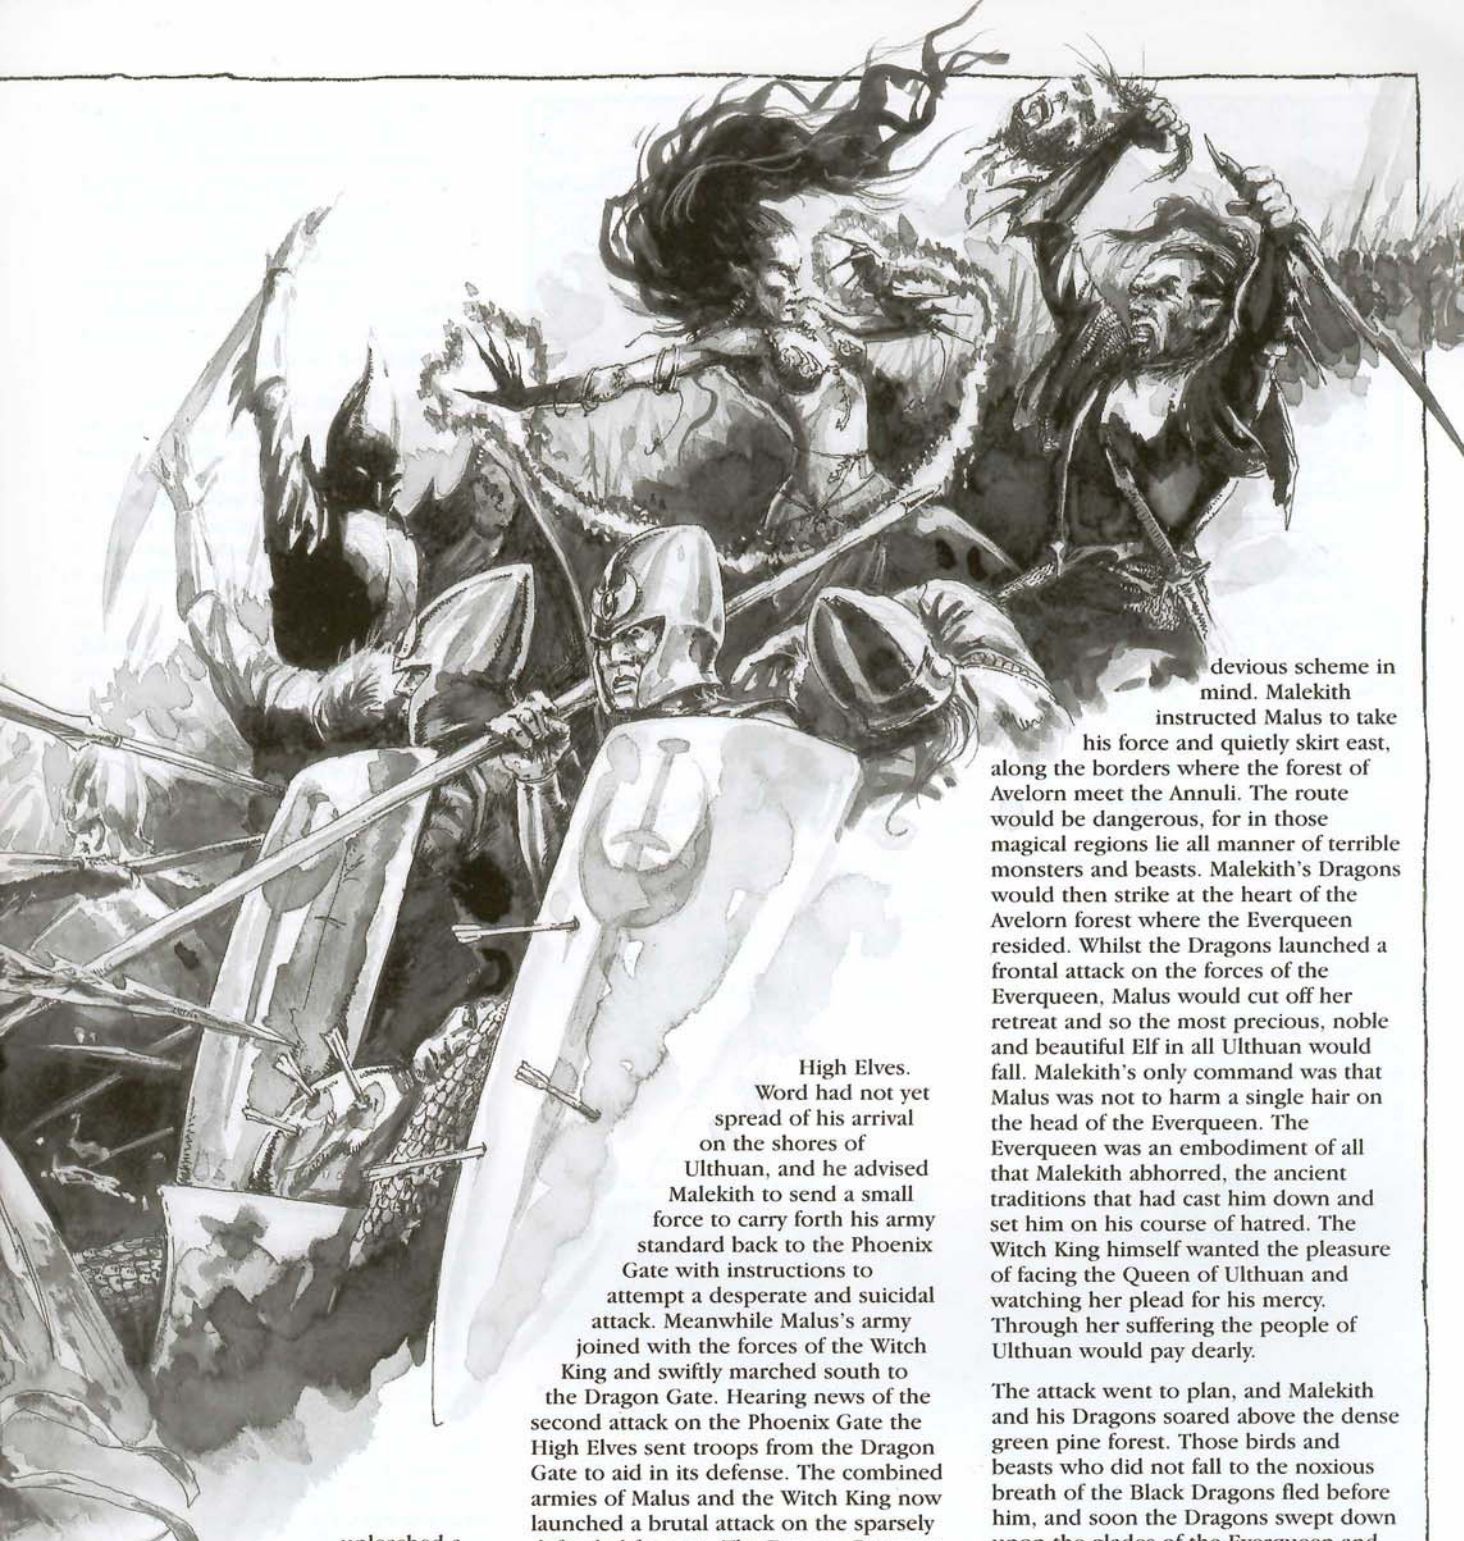 High Elves.
Word had not yet
spread of his arrival
on the shores of
Ulthuan, and he advised
Malekith to send a small
force to carry forth his army
standard back to the Phoenix
Gate with instructions to
attempt a desperate and suicidal
attack. Meanwhile Malus's army
joined with the forces of the Witch
King and swiftly marched south to
the Dragon Gate. Hearing news of the
second attack on the Phoenix Gate the
High Elves sent troops from the Dragon
Gate to aid in its defense. The combined
armies of Malus and the Witch King now
launched a brutal attack on the sparsely
devious scheme in
mind. Malekith
instructed Malus to take
his force and quietly skirt east,
along the borders where the forest of
Avelorn meet the Annuli. The route
would be dangerous, for in those
magical regions lie all manner of terrible
monsters and beasts. Malekith's Dragons
would then strike at the heart of the
Avelorn forest where the Everqueen
resided. Whilst the Dragons launched a
frontal attack on the forces of the
Everqueen, Malus would cut off her
retreat and so the most precious, noble
and beautiful Elf in all Ulthuan would
fall. Malekith's only command was that
Malus was not to harm a single hair on
the head of the Everqueen. The
Everqueen was an embodiment of all
that Malekith abhorred, the ancient
traditions that had cast him down and
set him on his course of hatred. The
Witch King himself wanted the pleasure
of facing the Queen of Ulthuan and
watching her plead for his mercy.
Through her suffering the people of
Ulthuan would pay dearly.
The attack went to plan, and Malekith
and his Dragons soared above the dense
green pine forest. Those birds and
beasts who did not fall to the noxious
breath of the Black Dragons fled before
him, and soon the Dragons swept down
upon the glades of the Everqueen and